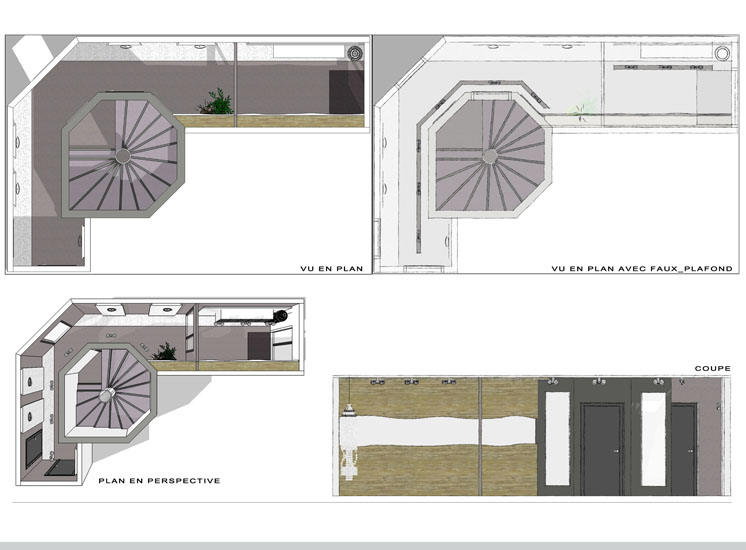 VU EN PLAN
VU EN PLAN AVEC FAUX_PLAFOND
COUPE
PLAN EN PERSPECTIVE